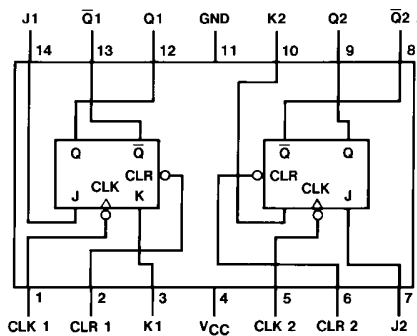 J1 Q̅1 Q1 GND K2 Q2 Q̅2
14 13 12 11 10 9 8
Q Q̅ Q̅ Q
CLR CLR
CLK CLK
J K J
1 2 3 4 5 6 7
CLK 1 CLR 1 K1 VCC CLK 2 CLR 2 J2